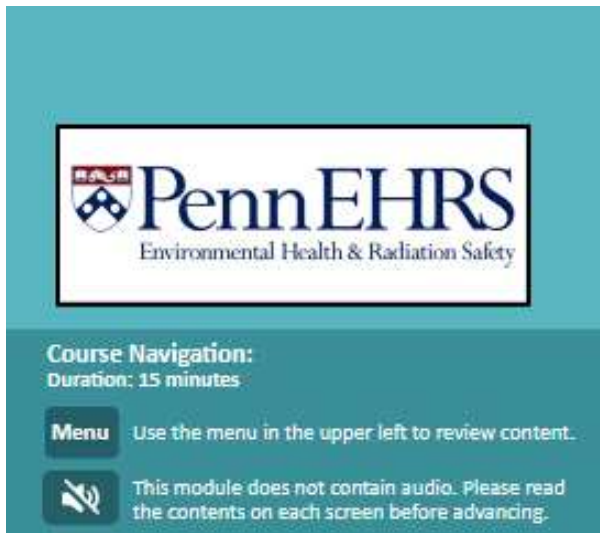 Penn EHRS
Environmental Health & Radiation Safety
Course Navigation:
Duration: 15 minutes
Menu
Use the menu in the upper left to review content.
This module does not contain audio. Please read
the contents on each screen before advancing.